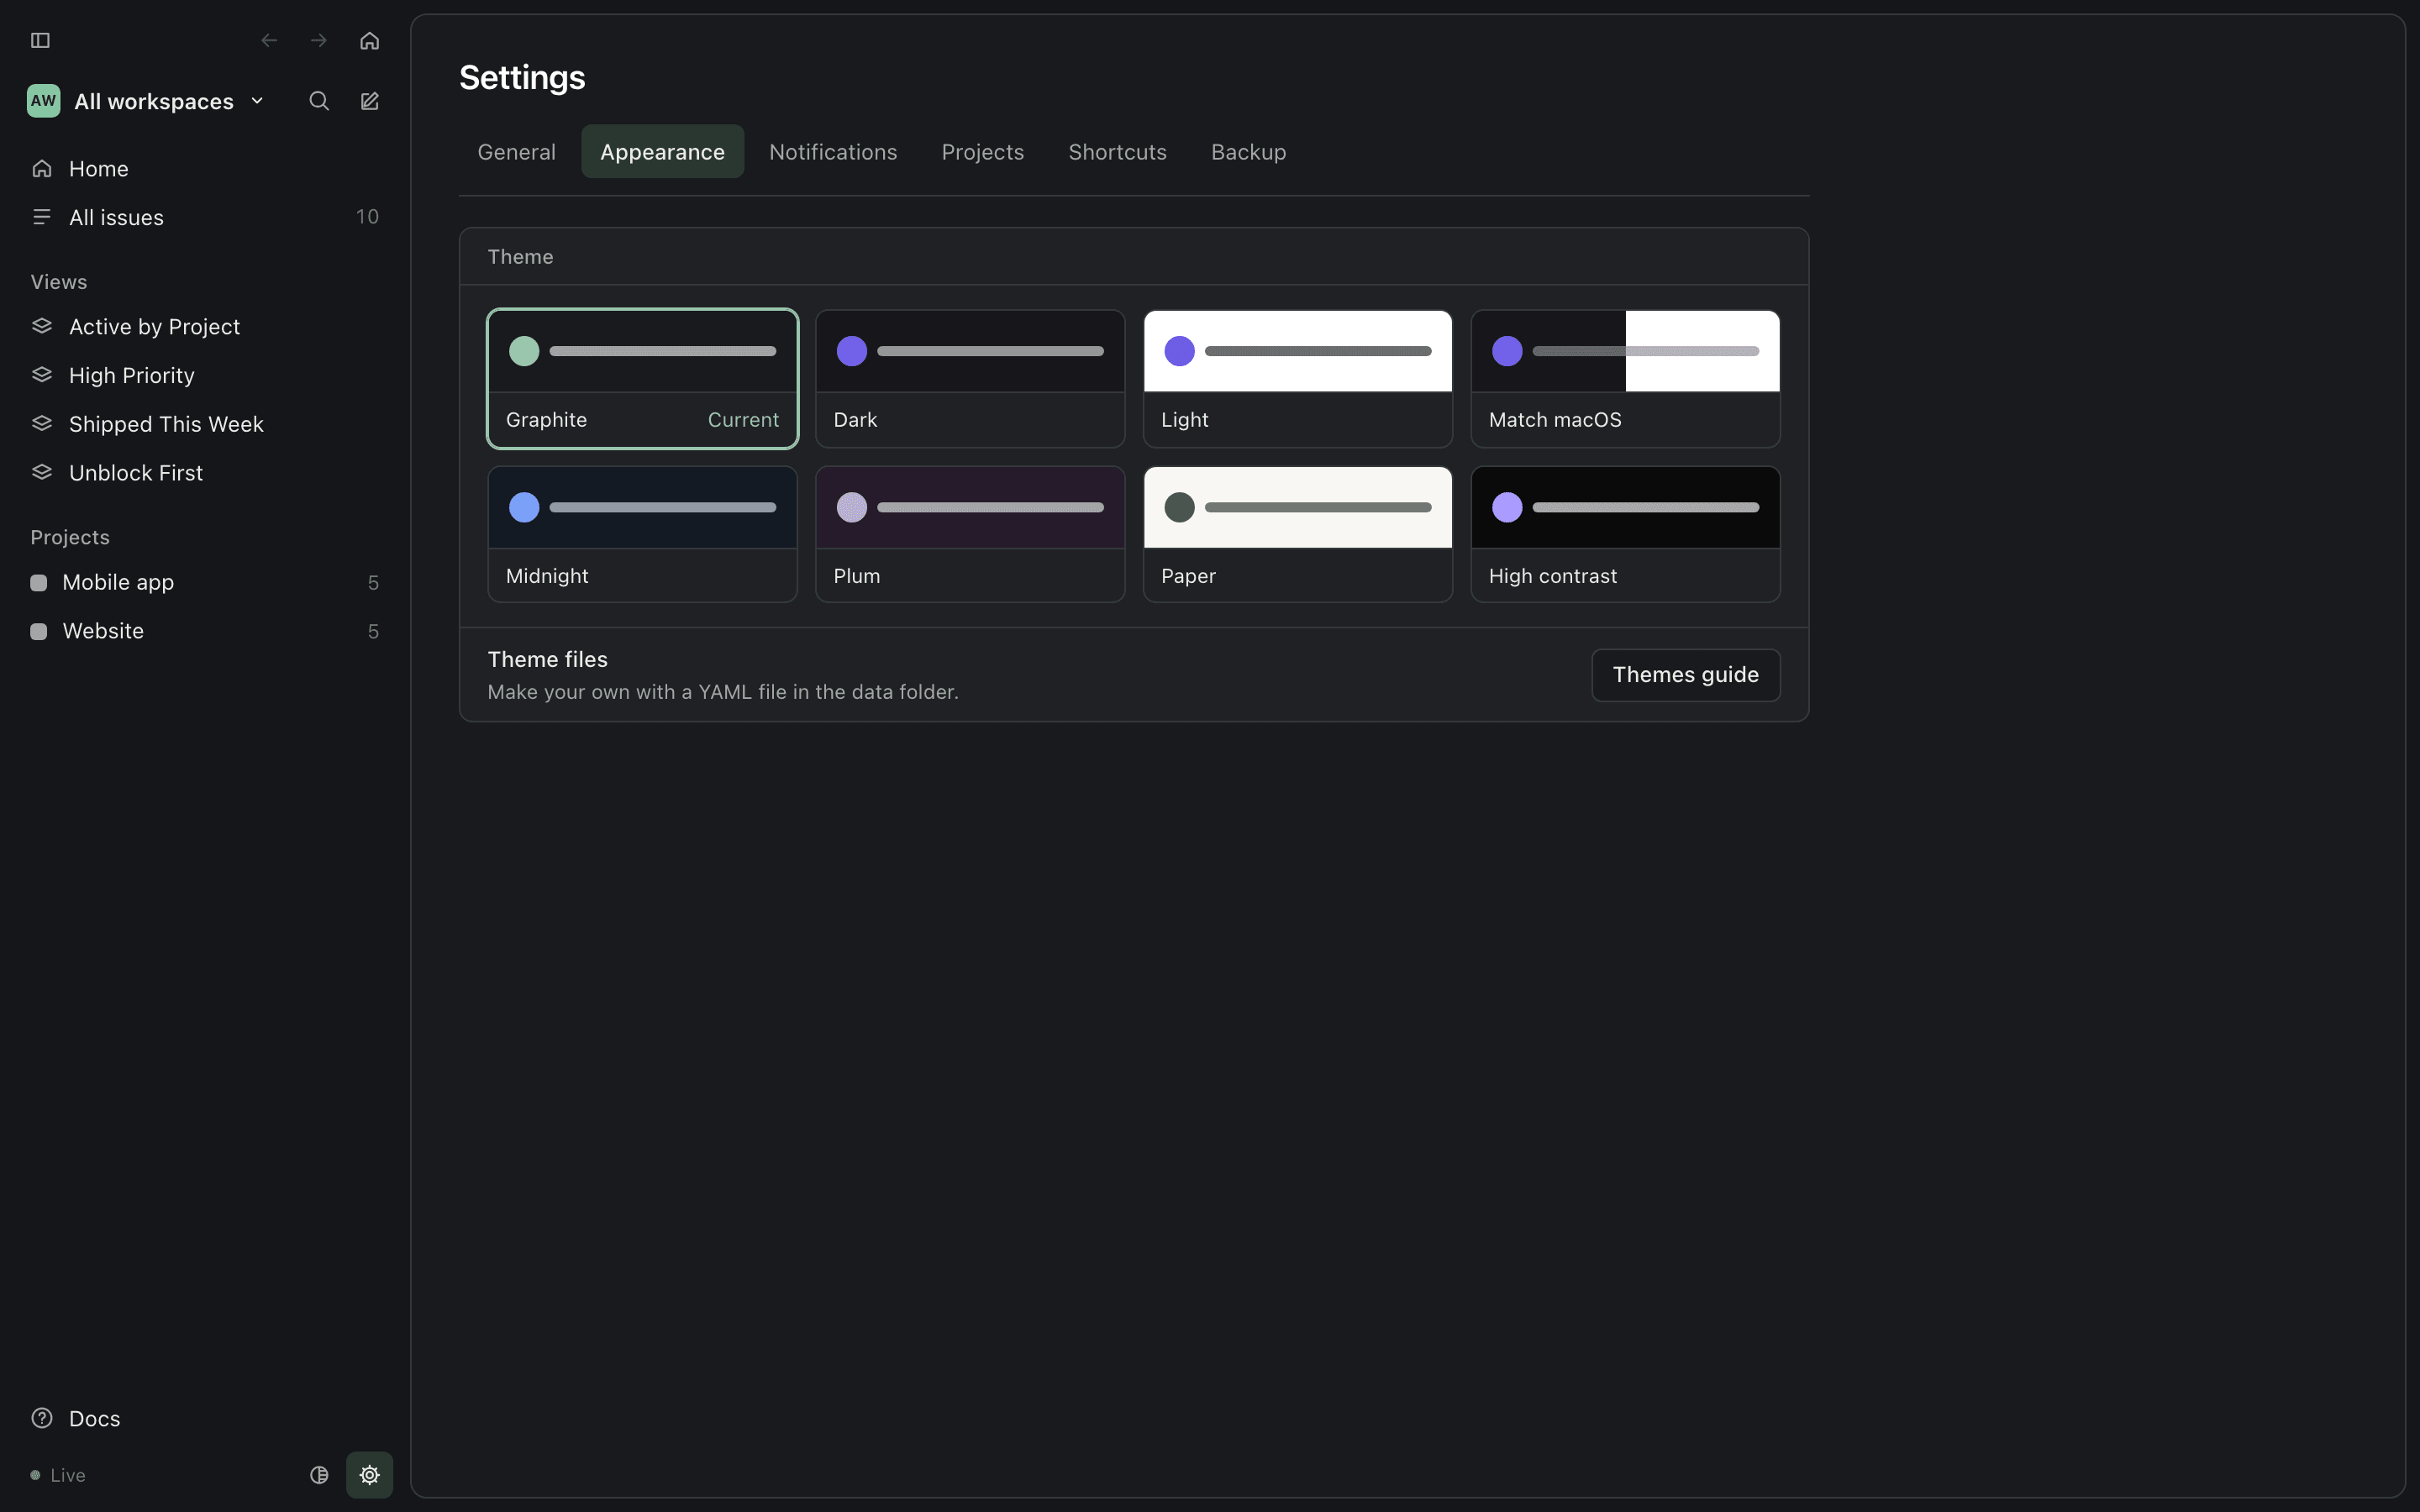 AW All workspaces
Home
All issues 10
Views
Active by Project
High Priority
Shipped This Week
Unblock First
Projects
Mobile app 5
Website 5
Docs
Live
Settings
General Appearance Notifications Projects Shortcuts Backup
Theme
Graphite Current Dark Light Match macOS
Midnight Plum Paper High contrast
Theme files
Make your own with a YAML file in the data folder.
Themes guide